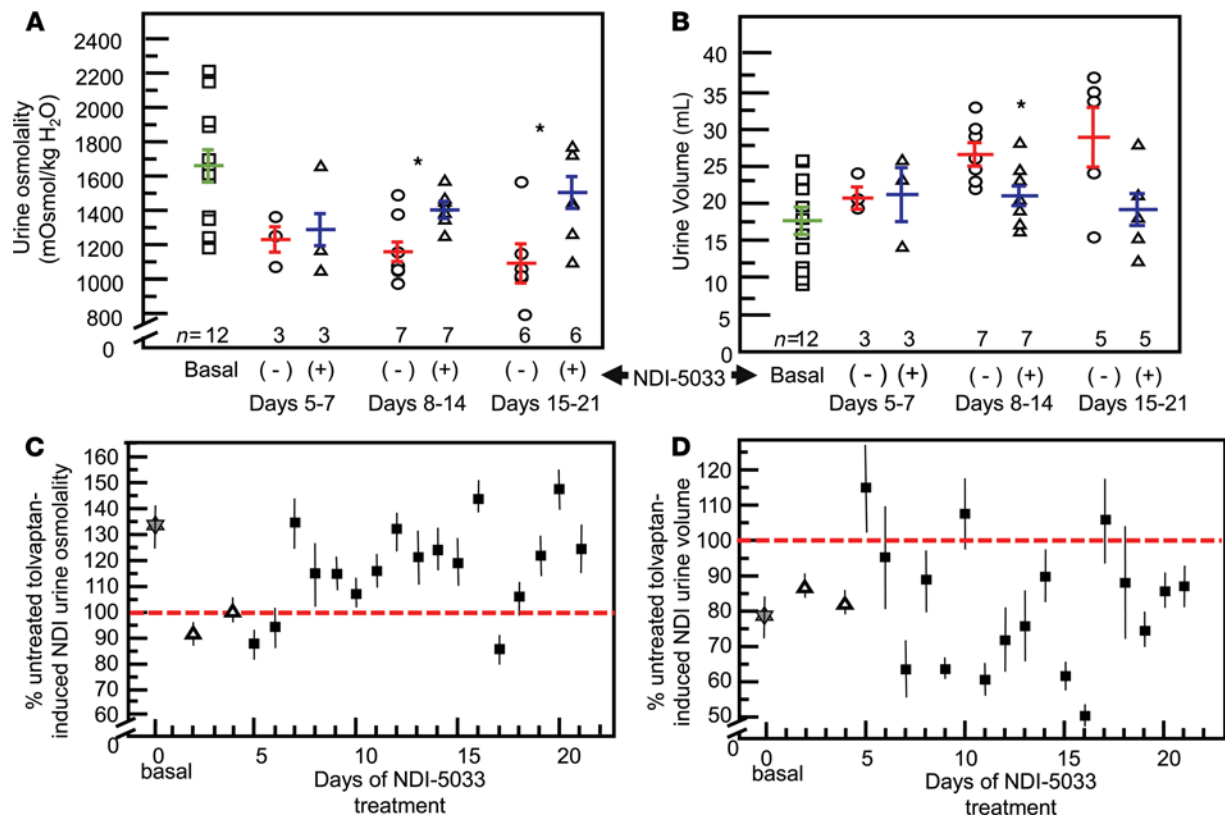 A
Urine osmolality
(mOsmol/kg H₂O)
2400
2200
2000
1800
1600
1400
1200
1000
800
0
*
*
n= 12
3
3
7
7
6
6
Basal
(-)
(+)
(-)
(+)
(-)
(+)
Days 5-7
Days 8-14
Days 15-21
NDI-5033
B
Urine Volume (mL)
40
35
30
25
20
15
10
5
0
*
n=12
3
3
7
7
5
5
Basal
(-)
(+)
(-)
(+)
(-)
(+)
Days 5-7
Days 8-14
Days 15-21
C
% untreated tolvaptan-
induced NDI urine osmolality
160
150
140
130
120
110
100
90
80
70
60
0
0
5
10
15
20
basal
Days of NDI-5033
treatment
D
% untreated tolvaptan-
induced NDI urine volume
120
110
100
90
80
70
60
50
0
0
5
10
15
20
basal
Days of NDI-5033
treatment